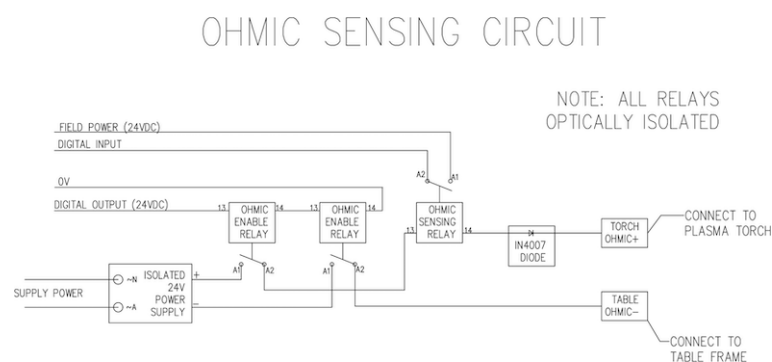 OHMIC SENSING CIRCUIT
NOTE: ALL RELAYS
OPTICALLY ISOLATED
FIELD POWER (24VDC)
DIGITAL INPUT
A2
A1
0V
DIGITAL OUTPUT (24VDC)
13
OHMIC
ENABLE
RELAY
14
13
OHMIC
ENABLE
RELAY
14
13
OHMIC
SENSING
RELAY
14
IN4007
DIODE
TORCH
OHMIC+
CONNECT TO
PLASMA TORCH
A1
A2
A1
A2
SUPPLY POWER
~N
~A
ISOLATED
24V
POWER
SUPPLY
+
-
TABLE
OHMIC-
CONNECT TO
TABLE FRAME